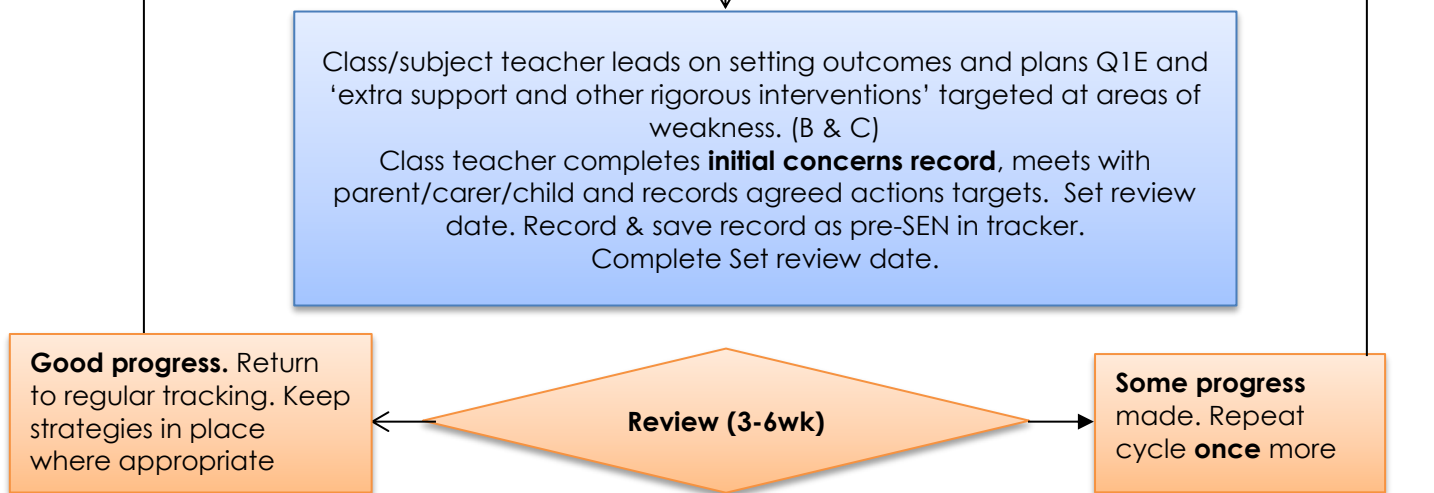 Class/subject teacher leads on setting outcomes and plans Q1E and
‘extra support and other rigorous interventions’ targeted at areas of
weakness. (B & C)
Class teacher completes initial concerns record, meets with
parent/carer/child and records agreed actions targets.  Set review
date. Record & save record as pre-SEN in tracker.
Complete Set review date.
Good progress. Return
to regular tracking. Keep
strategies in place
where appropriate
Review (3-6wk)
Some progress
made. Repeat
cycle once more